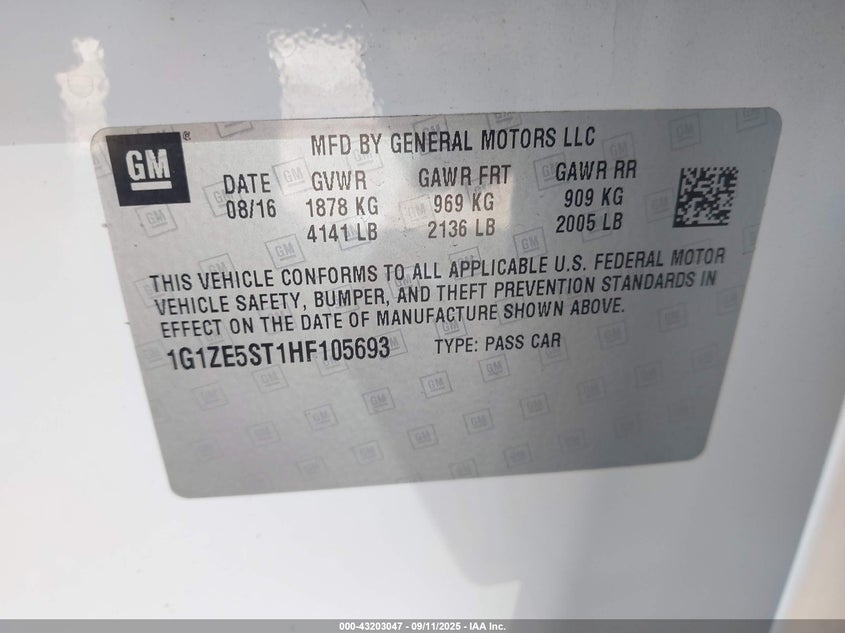 GM ®
MFD BY GENERAL MOTORS LLC
DATE GVWR GAWR FRT GAWR RR
08/16 1878 KG 969 KG 909 KG
4141 LB 2136 LB 2005 LB
THIS VEHICLE CONFORMS TO ALL APPLICABLE U.S. FEDERAL MOTOR
VEHICLE SAFETY, BUMPER, AND THEFT PREVENTION STANDARDS IN
EFFECT ON THE DATE OF MANUFACTURE SHOWN ABOVE.
1G1ZE5ST1HF105693 TYPE: PASS CAR
000-43203047 - 09/11/2025 - IAA Inc.